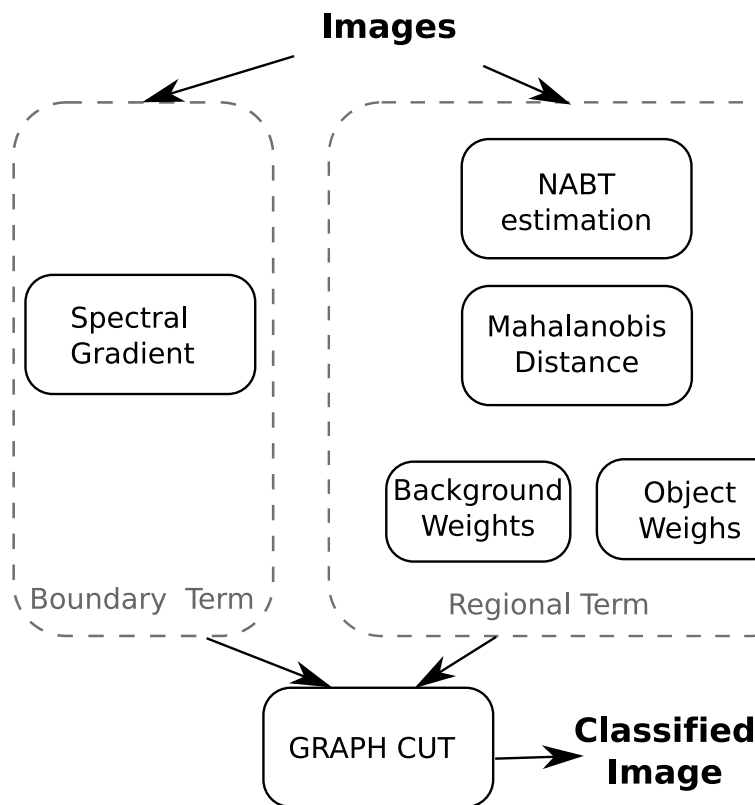 Images
NABT
estimation
Spectral
Gradient
Mahalanobis
Distance
Background
Weights
Object
Weighs
Boundary Term
Regional Term
GRAPH CUT
Classified
Image